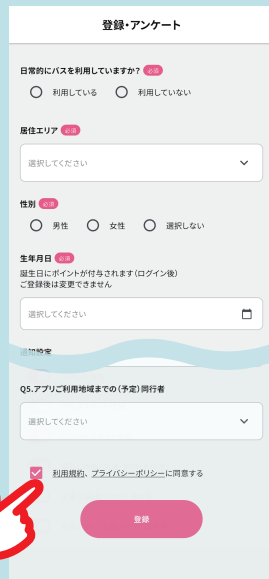 登録・アンケート
日常的にバスを利用していますか? 必須
利用している 利用していない
居住エリア 必須
選択してください
性別 必須
男性 女性 選択しない
生年月日 必須
誕生日にポイントが付与されます(ログイン後)
ご登録後は変更できません
選択してください
Q5.アプリご利用地域までの(予定)同行者
選択してください
利用規約、プライバシーポリシーに同意する
登録